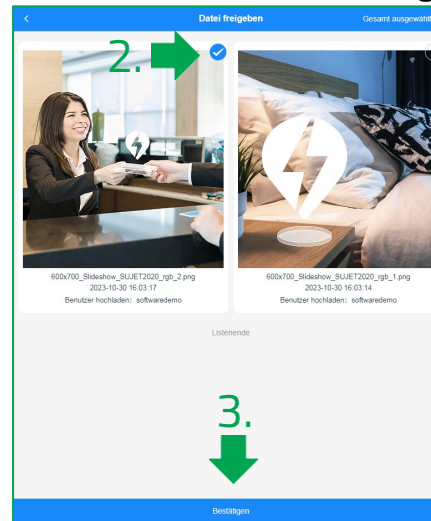 Datei freigeben
Gesamt ausgewählt
2.
600x700_Slideshow_SUJET2020_rgb_2.png
2023-10-30 16:03:17
Benutzer hochladen: softwaredemo
600x700_Slideshow_SUJET2020_rgb_1.png
2023-10-30 16:03:14
Benutzer hochladen: softwaredemo
Listenende
3.
Bestätigen